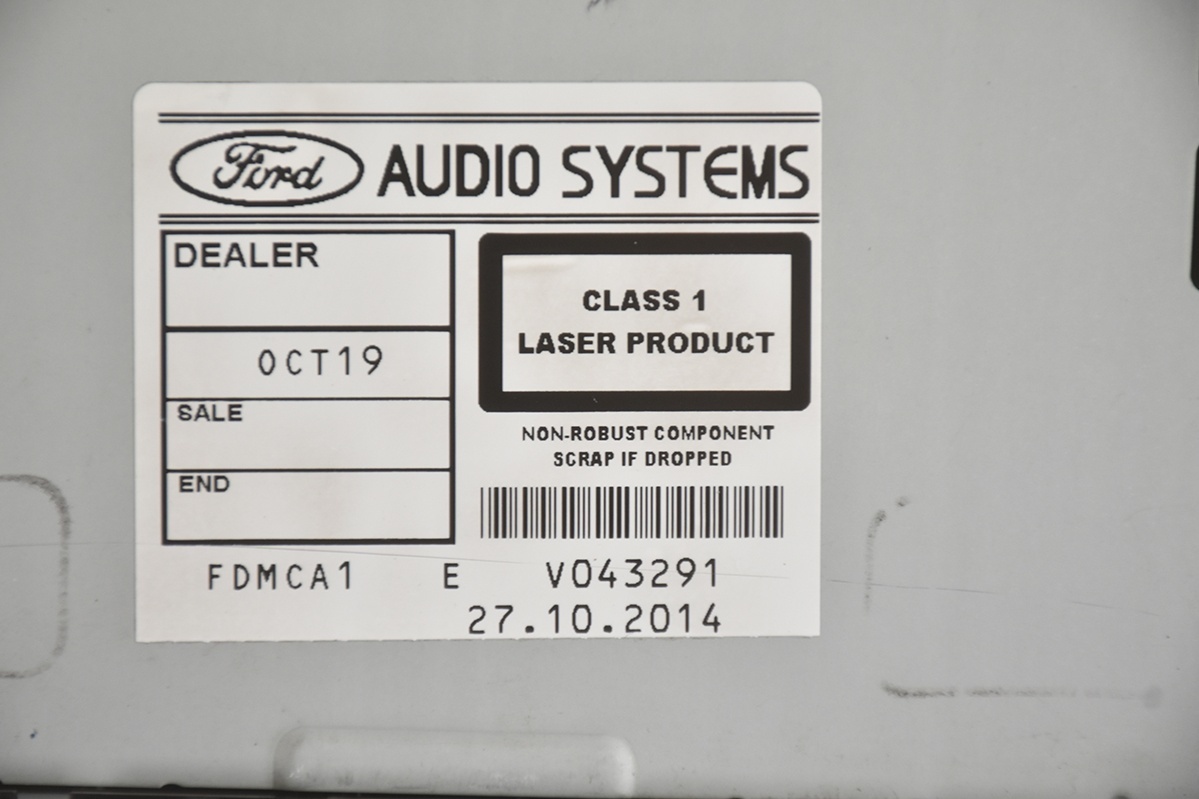 Ford AUDIO SYSTEMS
DEALER
OCT19
SALE
END
CLASS 1
LASER PRODUCT
NON-ROBUST COMPONENT
SCRAP IF DROPPED
FDMCA1 E V043291
27.10.2014